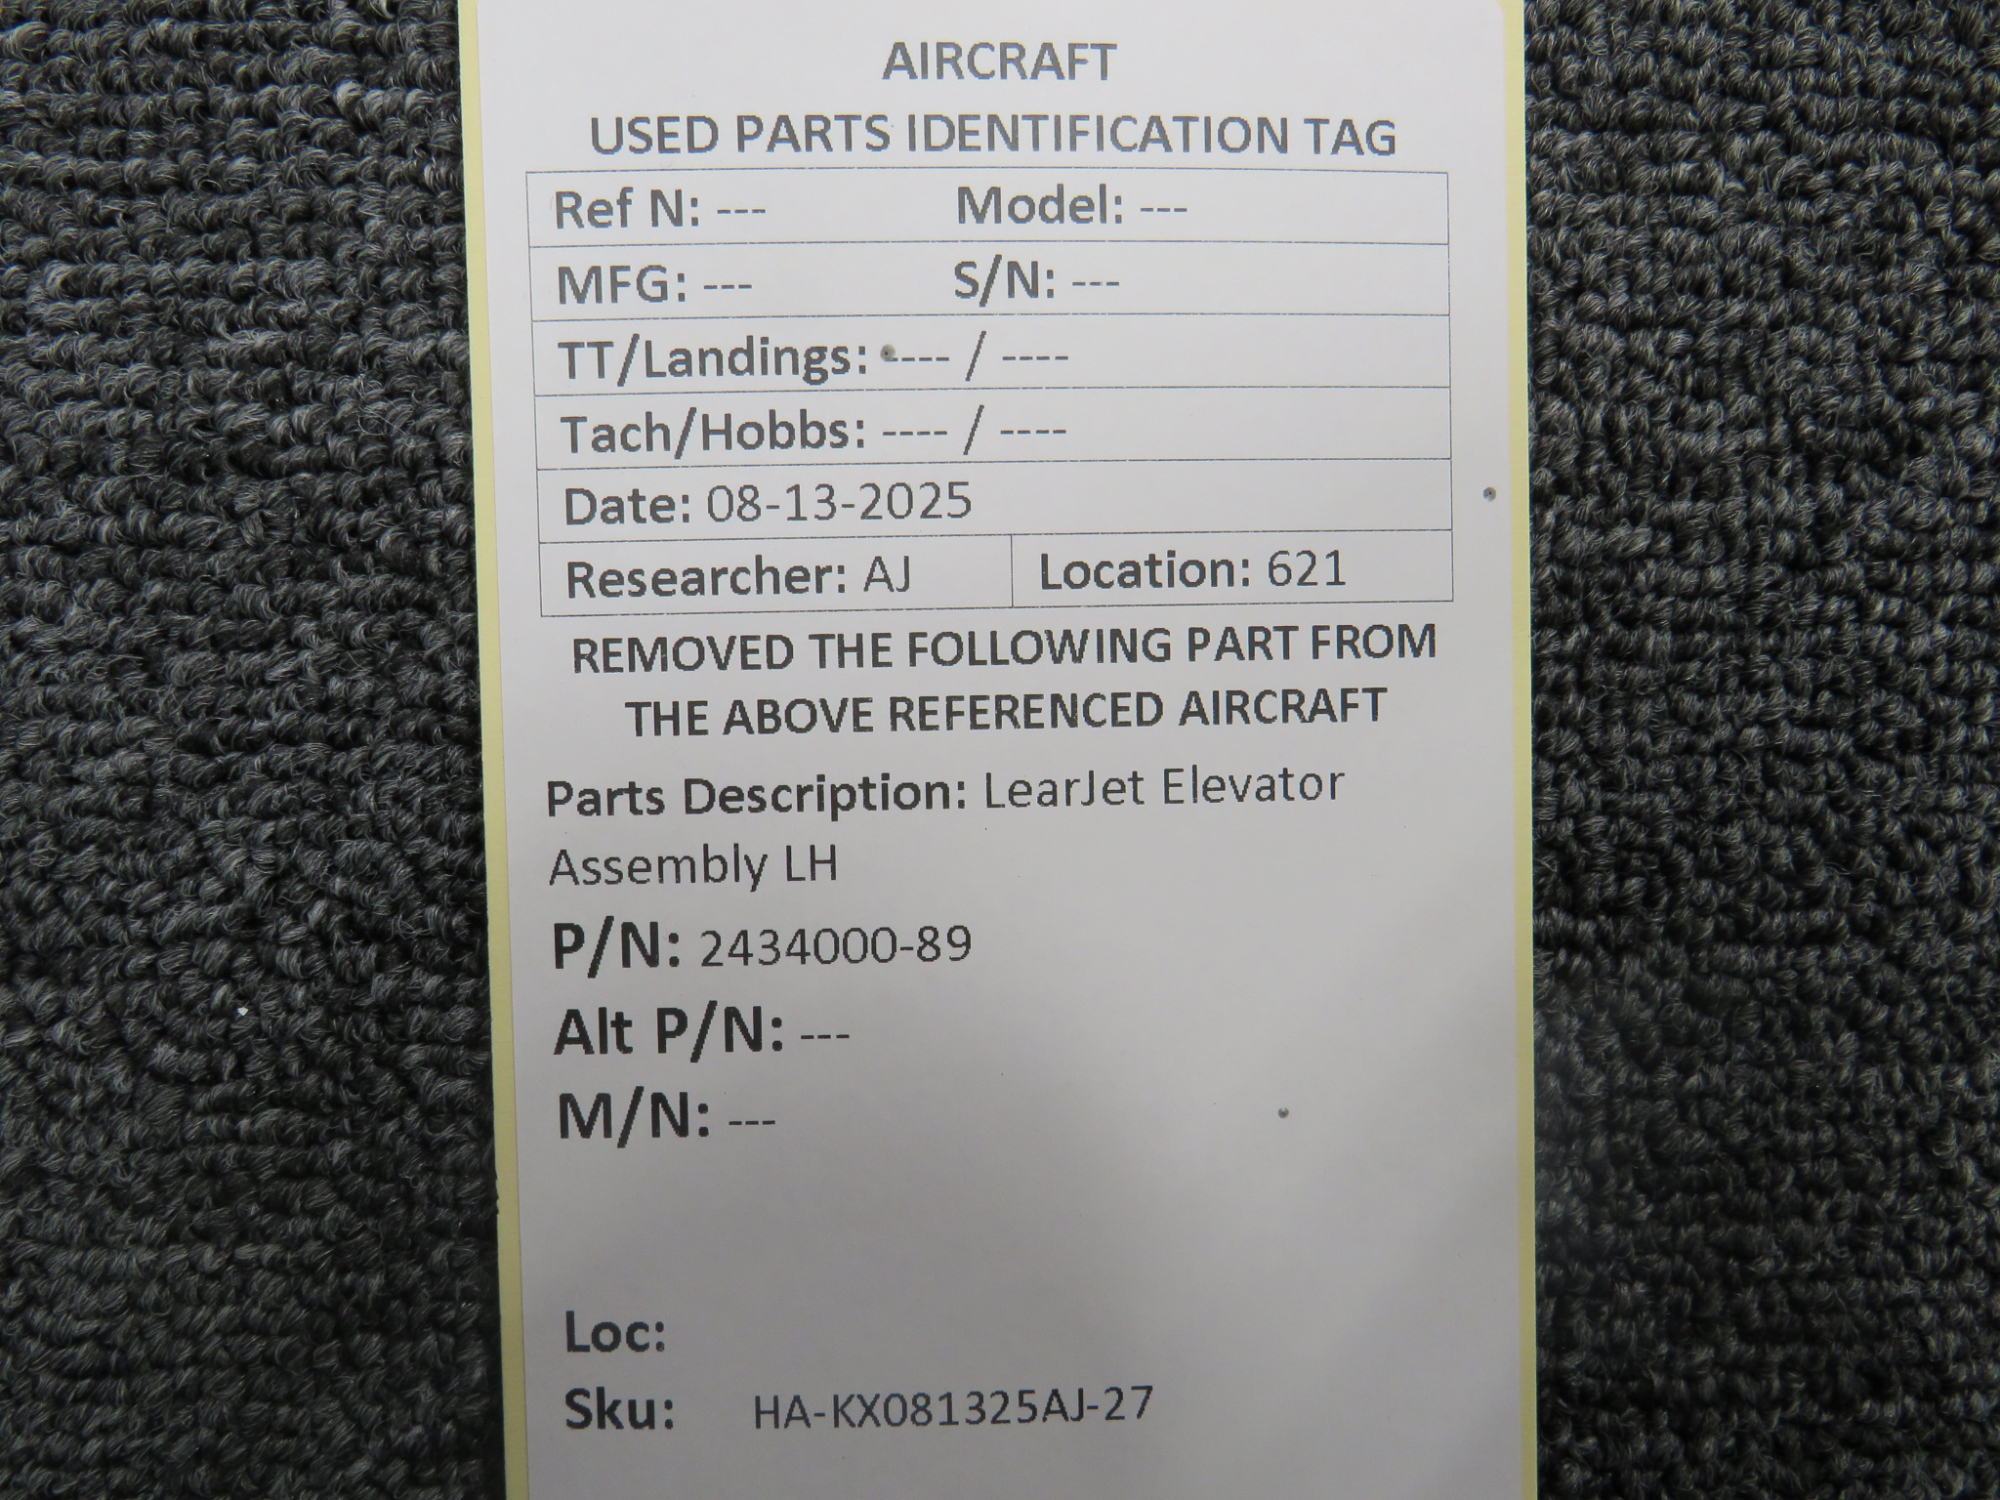 AIRCRAFT
USED PARTS IDENTIFICATION TAG
Ref N: --- Model: ---
MFG: --- S/N: ---
TT/Landings: ---- / ----
Tach/Hobbs: ---- / ----
Date: 08-13-2025
Researcher: AJ Location: 621
REMOVED THE FOLLOWING PART FROM
THE ABOVE REFERENCED AIRCRAFT
Parts Description: LearJet Elevator
Assembly LH
P/N: 2434000-89
Alt P/N: ---
M/N: ---
Loc:
Sku: HA-KX081325AJ-27